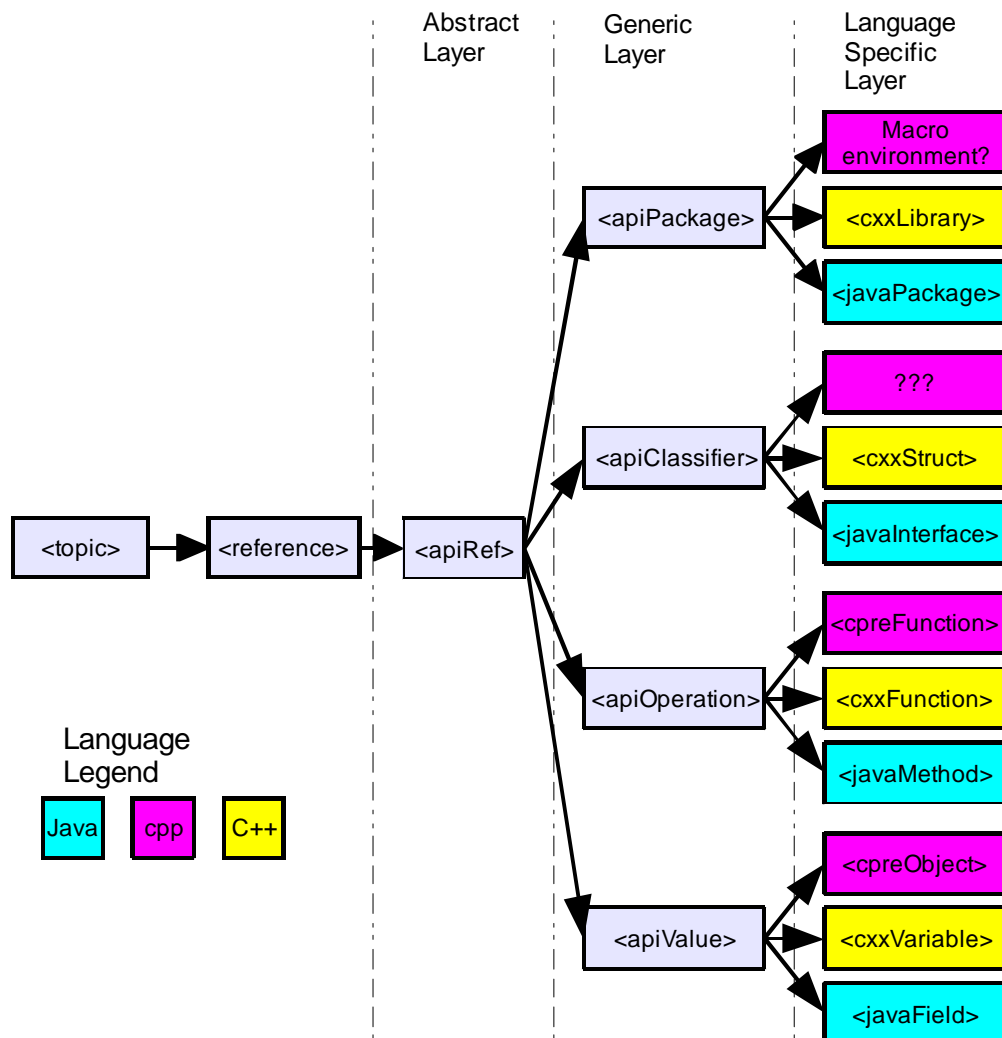 Abstract
Layer
Generic
Layer
Language
Specific
Layer
Macro
environment?
<apiPackage>
<cxxLibrary>
<javaPackage>
???
<apiClassifier>
<cxxStruct>
<javaInterface>
<topic>
<reference>
<apiRef>
<cpreFunction>
<apiOperation>
<cxxFunction>
<javaMethod>
Language
Legend
Java
cpp
C++
<cpreObject>
<apiValue>
<cxxVariable>
<javaField>